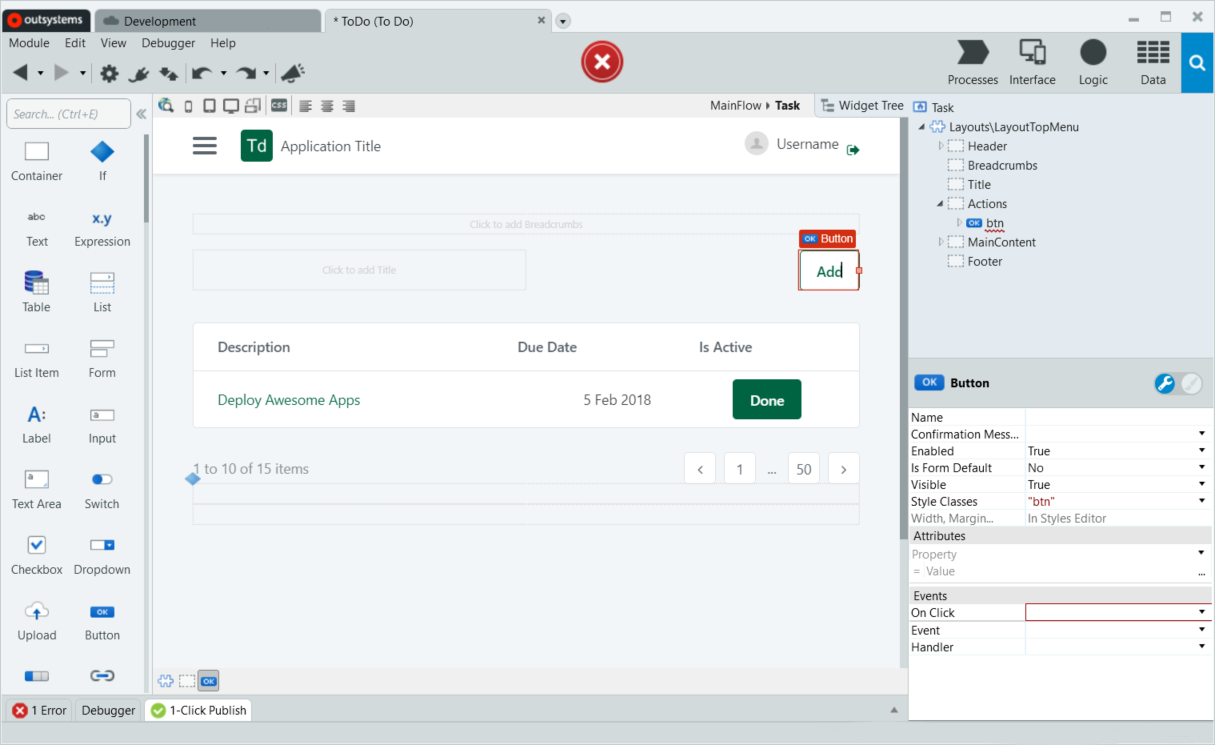 outsystems
Development
* ToDo (To Do)
Module Edit View Debugger Help
Processes
Interface
Logic
Data
Search... (Ctrl+E)
CSS
MainFlow Task
Widget Tree
Task
Layouts\LayoutTopMenu
Header
Breadcrumbs
Title
Actions
OK btn
MainContent
Footer
Container
If
abc
Text
x.y
Expression
Table
List
List Item
Form
A:
Label
a
Input
a
Text Area
Switch
Checkbox
Dropdown
Upload
OK
Button
Td
Application Title
Username
Click to add Breadcrumbs
OK Button
Click to add Title
Add
Description Due Date Is Active
Deploy Awesome Apps 5 Feb 2018 Done
1 to 10 of 15 items
‹ 1 ... 50 ›
OK
OK Button
Name
Confirmation Mess...
Enabled True
Is Form Default No
Visible True
Style Classes "btn"
Width, Margin... In Styles Editor
Attributes
Property
= Value ...
Events
On Click
Event
Handler
1 Error
Debugger
1-Click Publish